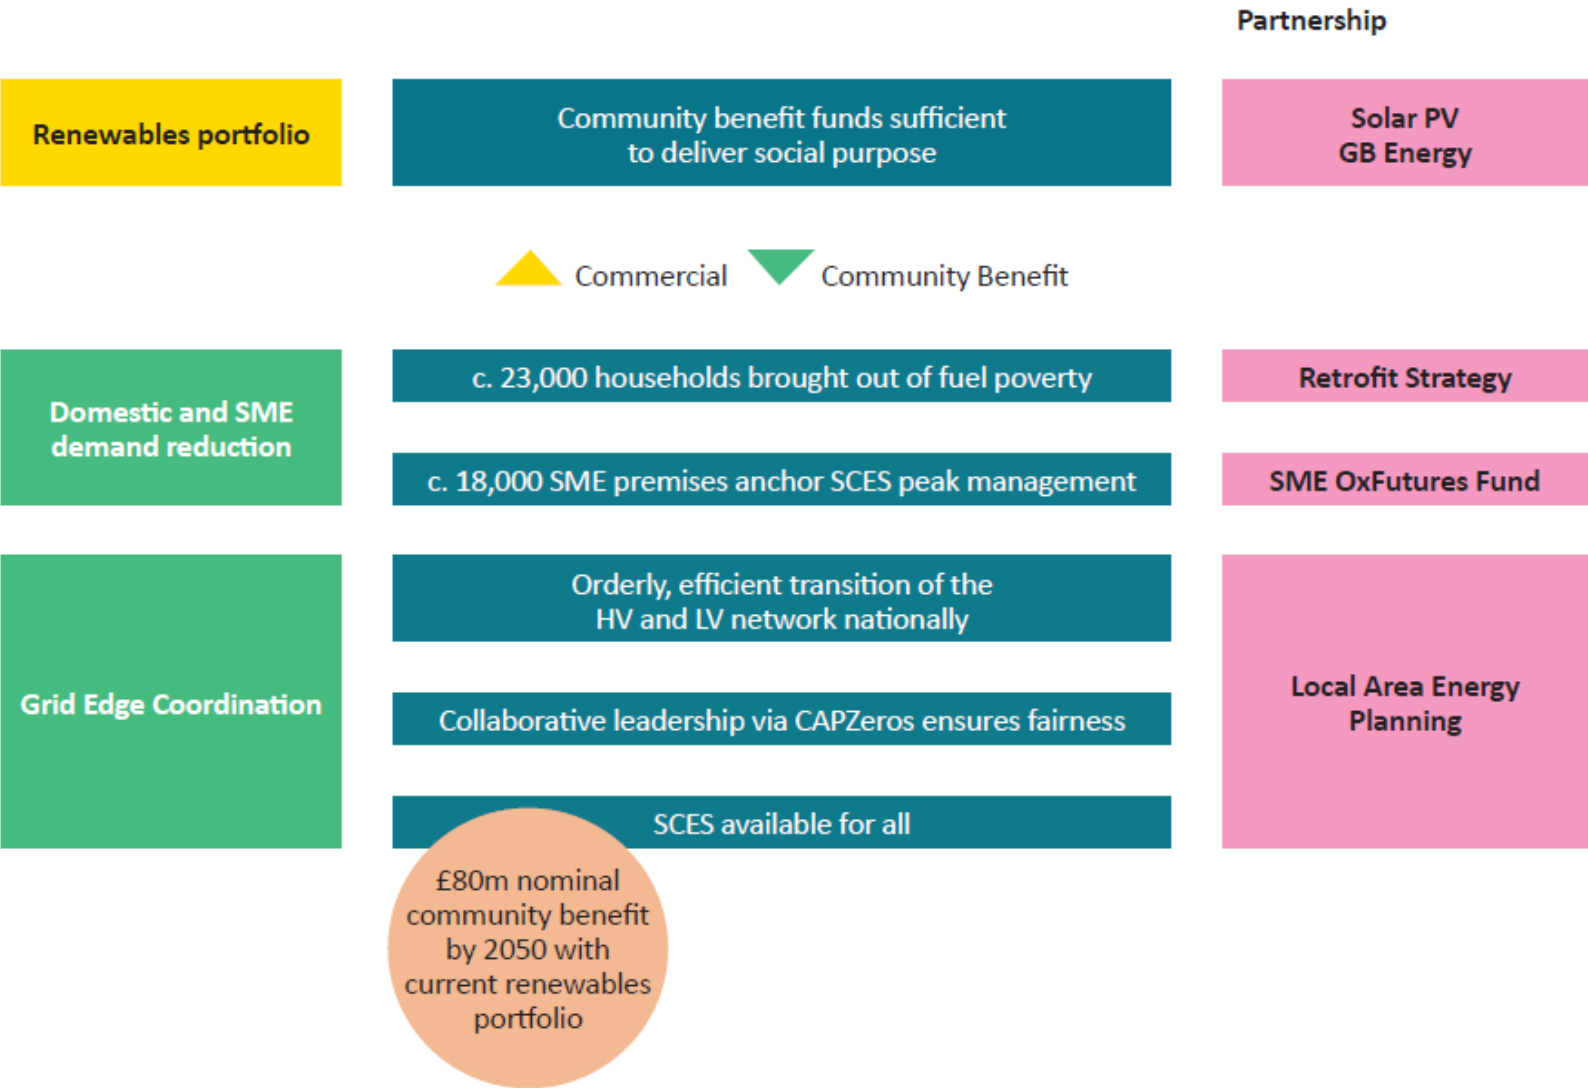 Partnership
Renewables portfolio
Community benefit funds sufficient
to deliver social purpose
Solar PV
GB Energy
Commercial
Community Benefit
Domestic and SME
demand reduction
c. 23,000 households brought out of fuel poverty
Retrofit Strategy
c. 18,000 SME premises anchor SCES peak management
SME OxFutures Fund
Grid Edge Coordination
Orderly, efficient transition of the
HV and LV network nationally
Collaborative leadership via CAPZeros ensures fairness
SCES available for all
Local Area Energy
Planning
£80m nominal
community benefit
by 2050 with
current renewables
portfolio